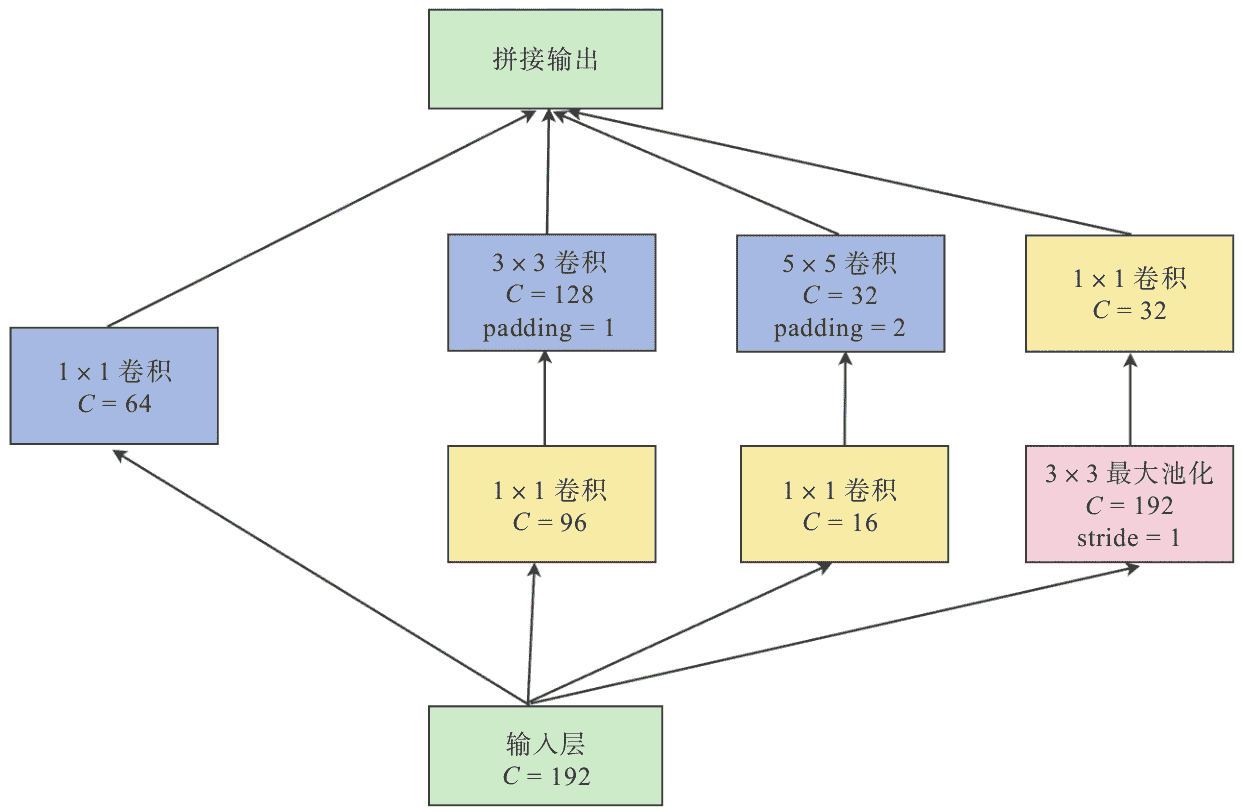 拼接输出
3 × 3 卷积
C = 128
padding = 1
5 × 5 卷积
C = 32
padding = 2
1 × 1 卷积
C = 32
1 × 1 卷积
C = 64
1 × 1 卷积
C = 96
1 × 1 卷积
C = 16
3 × 3 最大池化
C = 192
stride = 1
输入层
C = 192